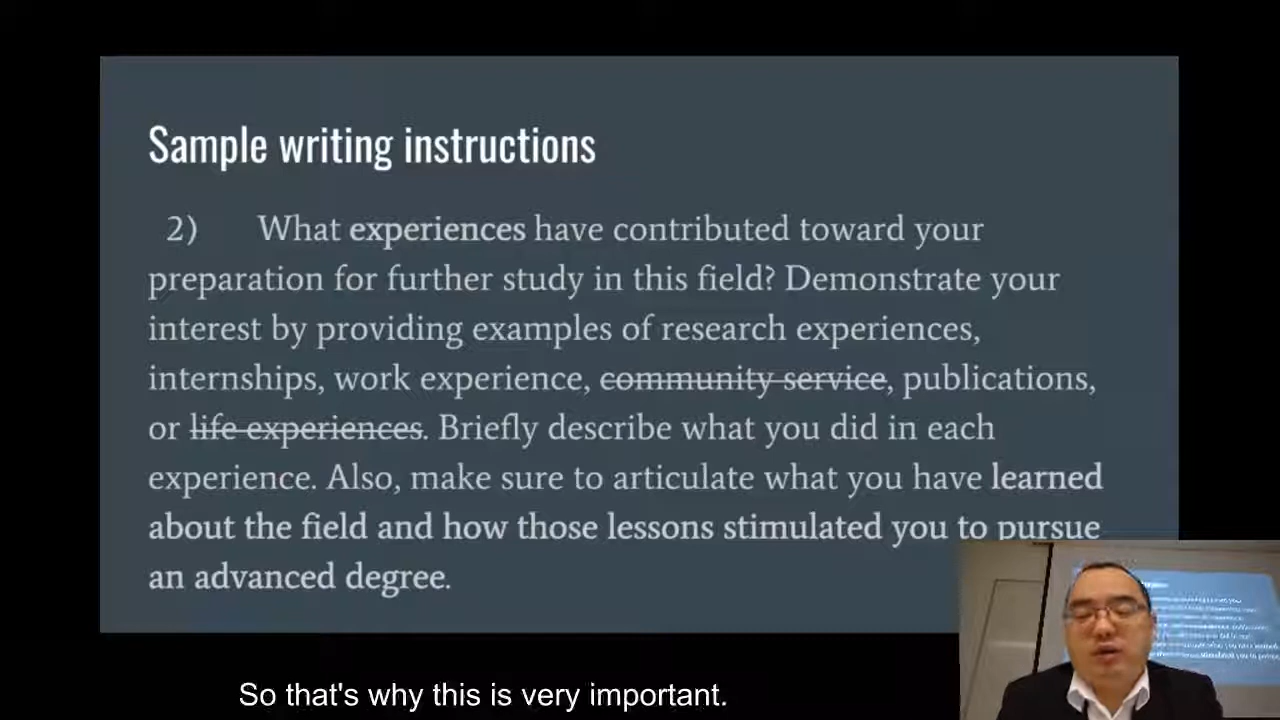 Sample writing instructions
2) What experiences have contributed toward your
preparation for further study in this field? Demonstrate your
interest by providing examples of research experiences,
internships, work experience, community service, publications,
or life experiences. Briefly describe what you did in each
experience. Also, make sure to articulate what you have learned
about the field and how those lessons stimulated you to pursue
an advanced degree.
So that's why this is very important.